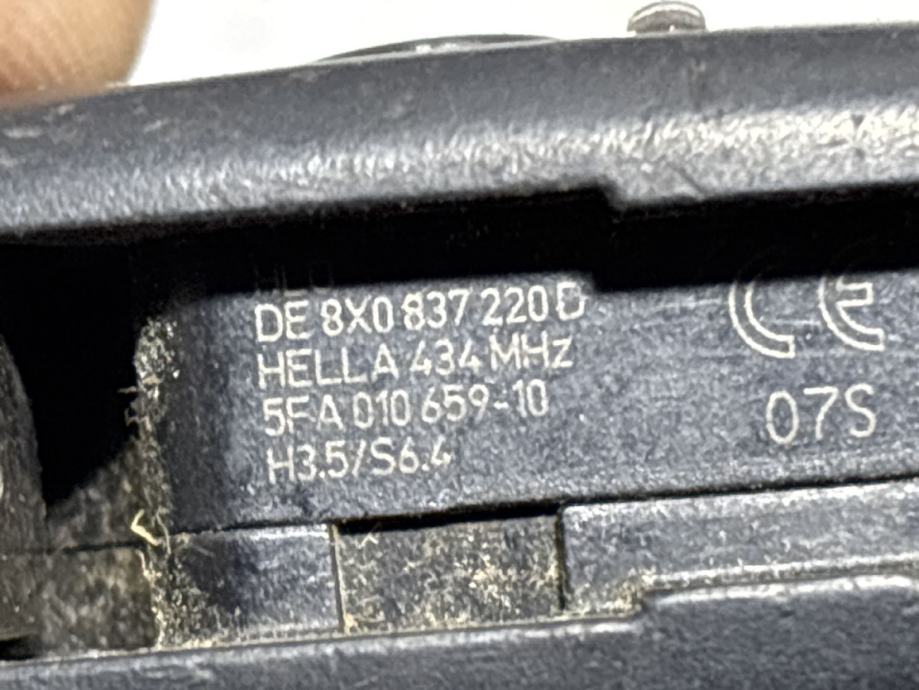 DE 8X0 837 220 D
HELLA 434 MHz
5FA 010 659-10
H3.5/S6.4
CE
07S